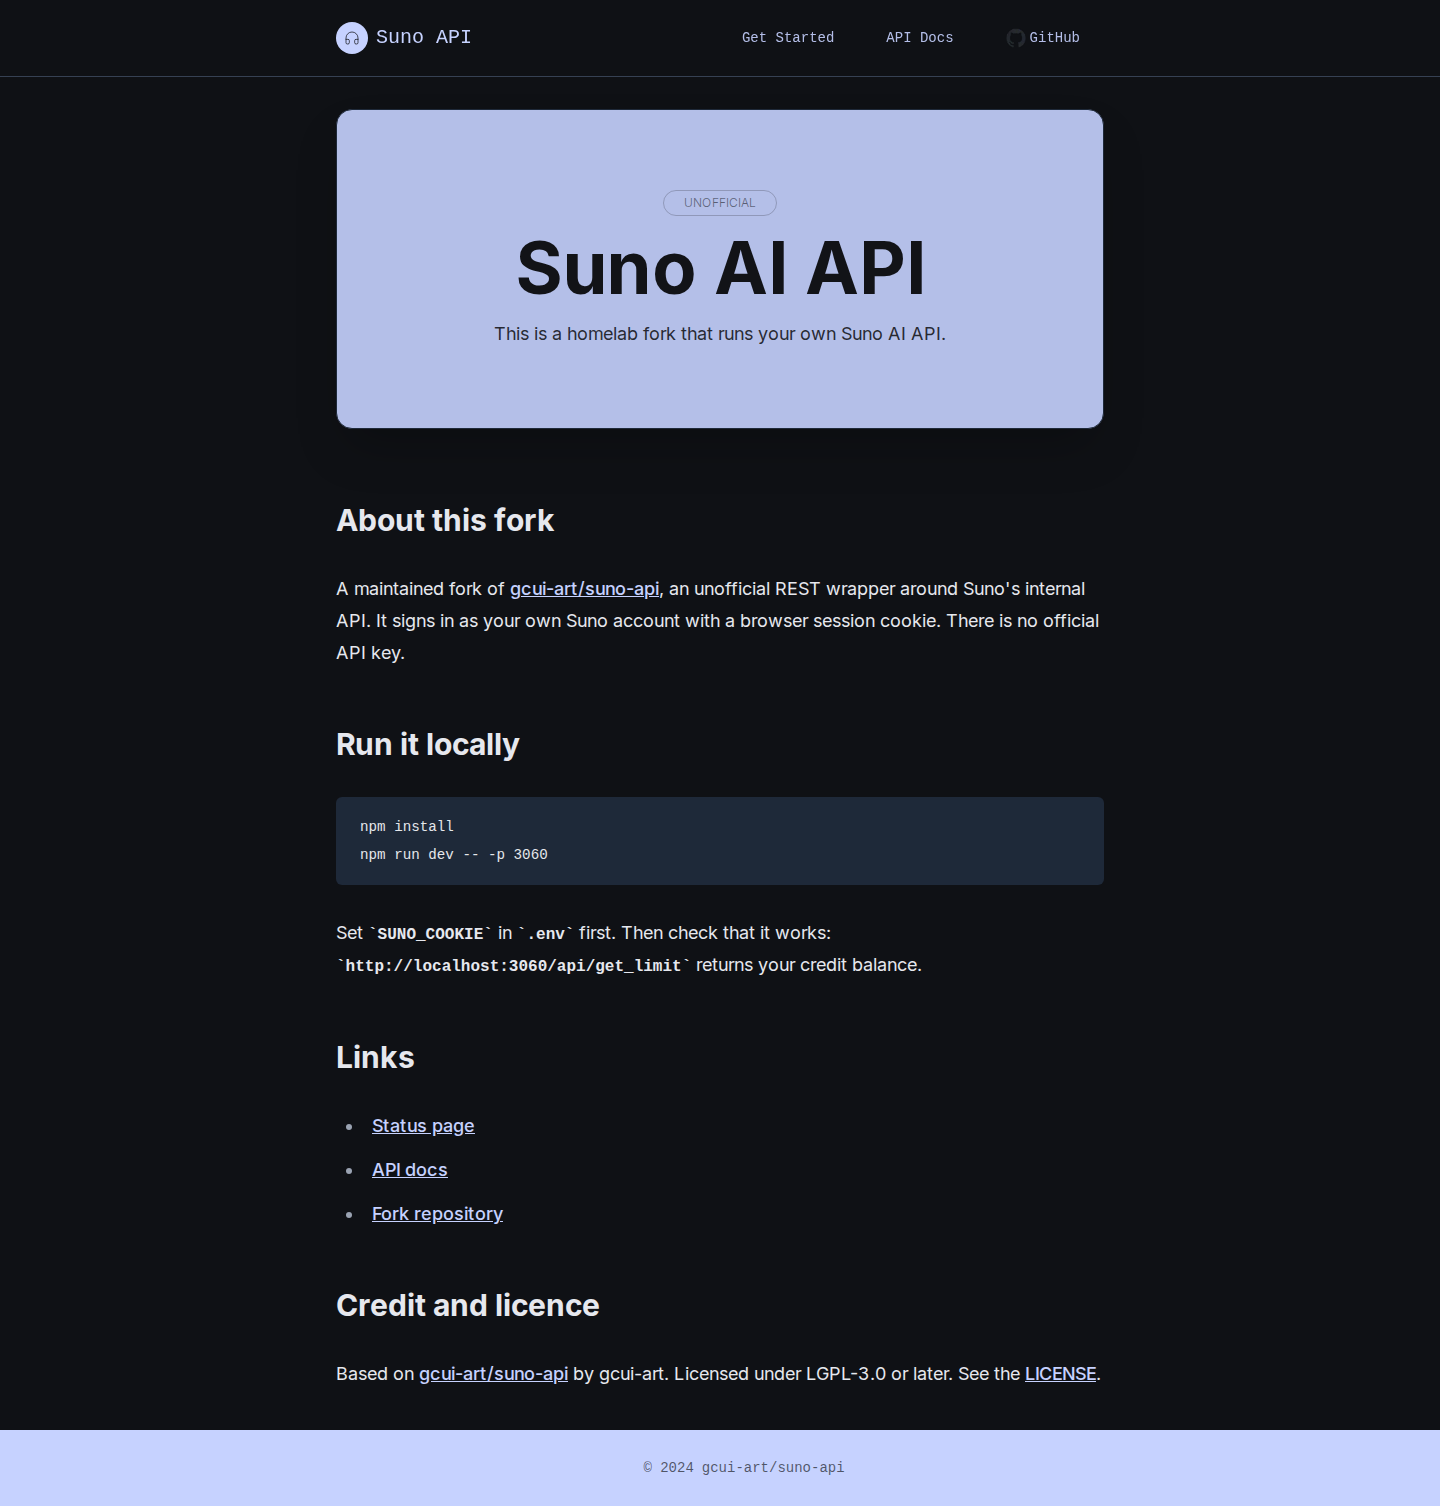 Suno API
Get Started
API Docs
GitHub
UNOFFICIAL
Suno AI API
This is a homelab fork that runs your own Suno AI API.
About this fork
A maintained fork of gcui-art/suno-api, an unofficial REST wrapper around Suno's internal
API. It signs in as your own Suno account with a browser session cookie. There is no official
API key.
Run it locally
npm install
npm run dev -- -p 3060
Set `SUNO_COOKIE` in `.env` first. Then check that it works:
`http://localhost:3060/api/get_limit` returns your credit balance.
Links
Status page
API docs
Fork repository
Credit and licence
Based on gcui-art/suno-api by gcui-art. Licensed under LGPL-3.0 or later. See the LICENSE.
© 2024 gcui-art/suno-api